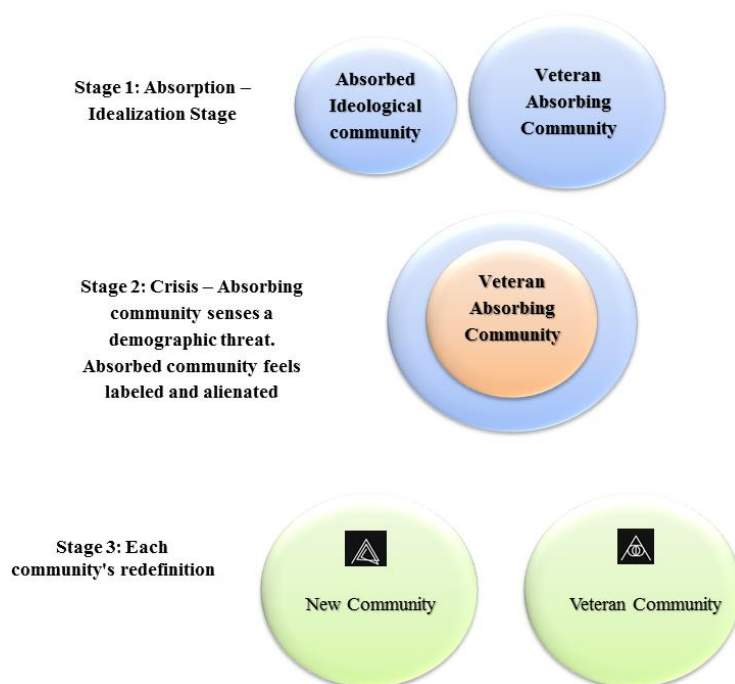 Stage 1: Absorption –
Idealization Stage
Absorbed
Ideological
community
Veteran
Absorbing
Community
Stage 2: Crisis – Absorbing
community senses a
demographic threat.
Absorbed community feels
labeled and alienated
Veteran
Absorbing
Community
Stage 3: Each
community's redefinition
New Community
Veteran Community